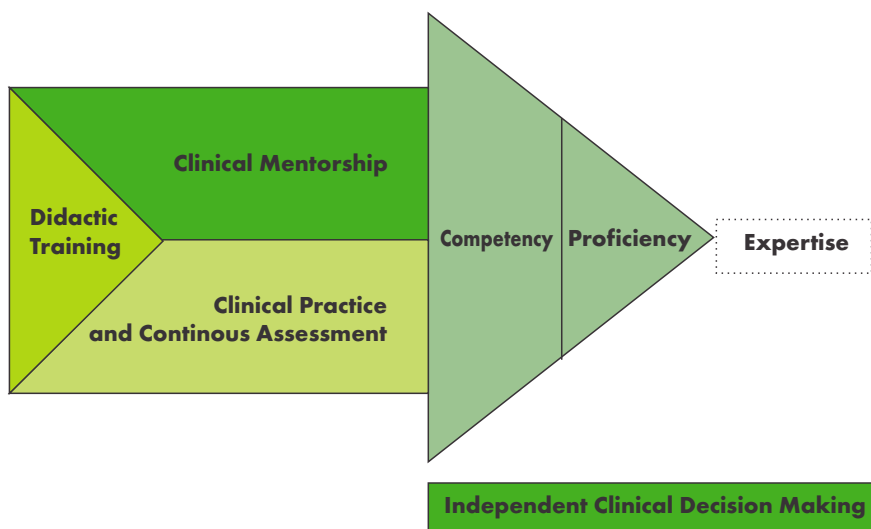 Clinical Mentorship
Didactic
Training
Clinical Practice
and Continous Assessment
Competency
Proficiency
Expertise
Independent Clinical Decision Making